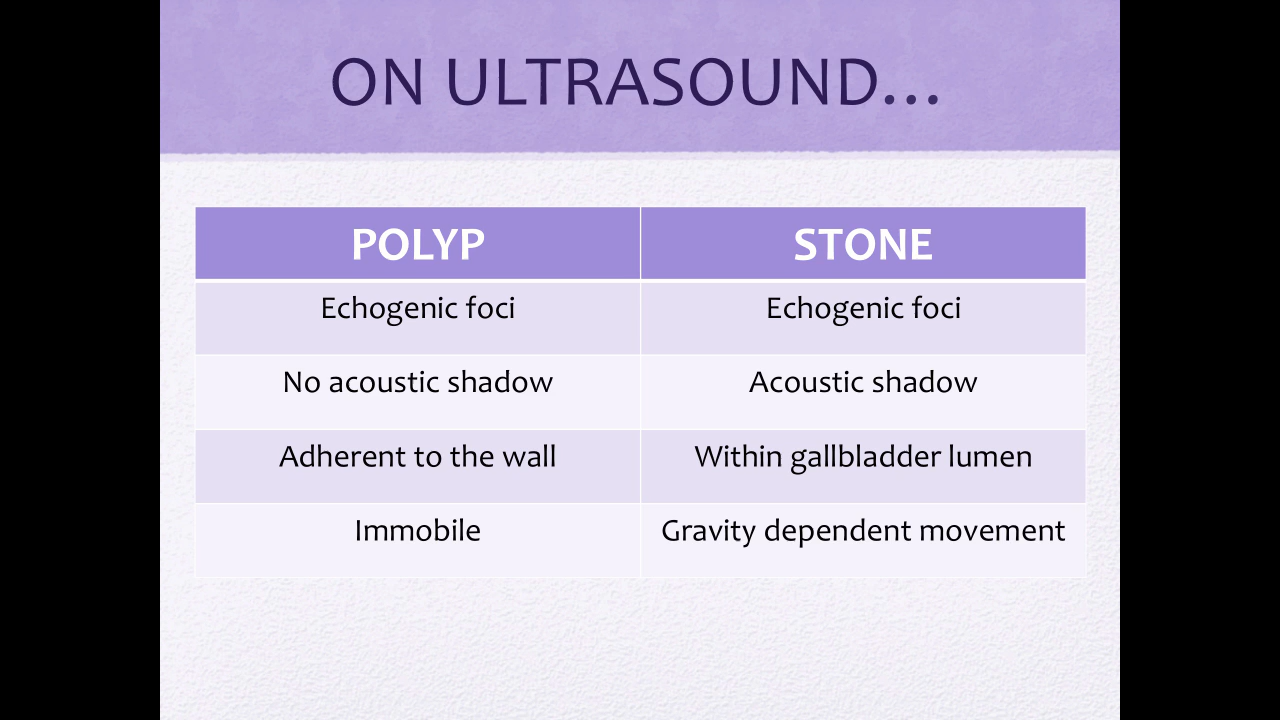 ON ULTRASOUND…
POLYP STONE
Echogenic foci Echogenic foci
No acoustic shadow Acoustic shadow
Adherent to the wall Within gallbladder lumen
Immobile Gravity dependent movement